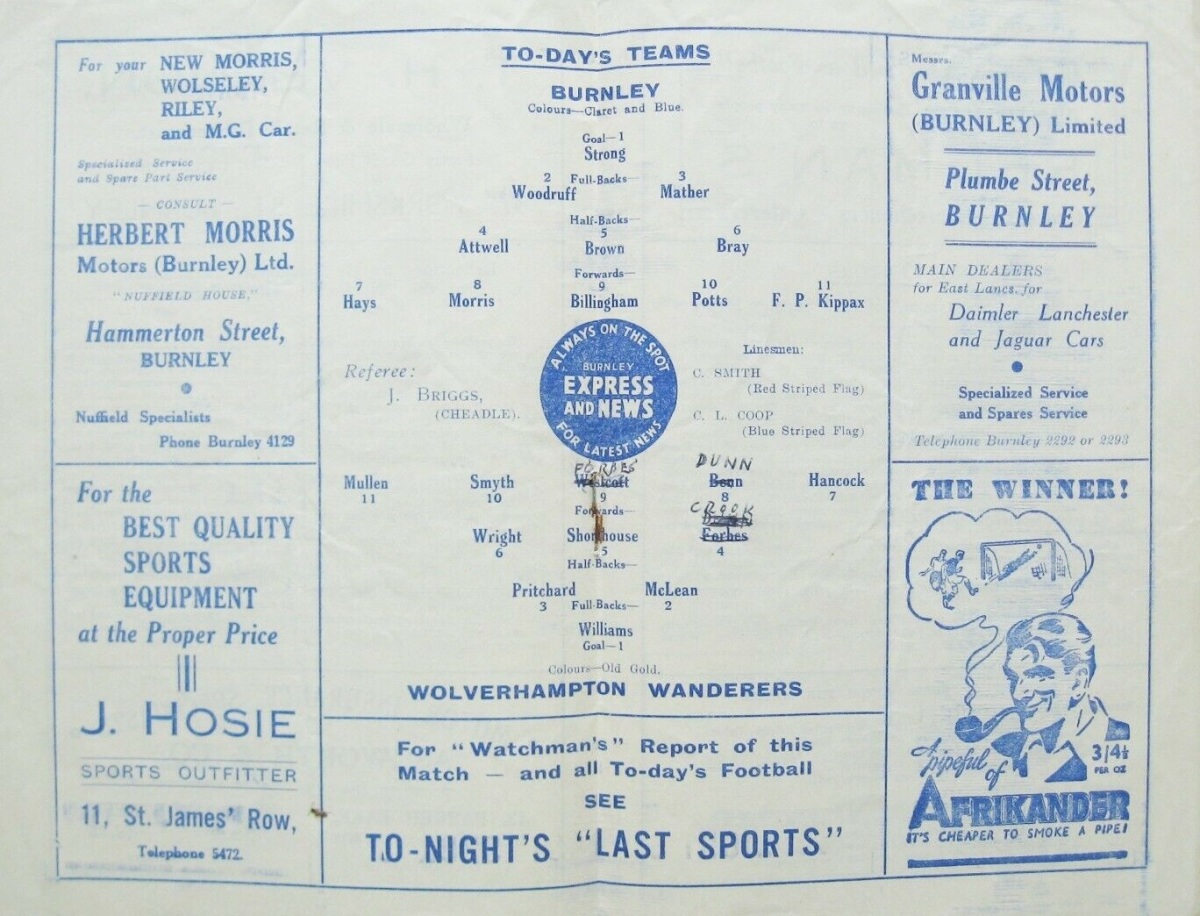 For your NEW MORRIS,
WOLSELEY,
RILEY,
and M.G. Car.
Specialized Service
and Spare Part Service
— CONSULT —
HERBERT MORRIS
Motors (Burnley) Ltd.
"NUFFIELD HOUSE,"
Hammerton Street,
BURNLEY
Nuffield Specialists
Phone Burnley 4129
For the
BEST QUALITY
SPORTS
EQUIPMENT
at the Proper Price
J. HOSIE
SPORTS OUTFITTER
11, St. James' Row,
Telephone 5472.
TO-DAY'S TEAMS
BURNLEY
Colours—Claret and Blue.
Goal—1
Strong
2 Full-Backs— 3
Woodruff Mather
Half-Backs—
4 5 6
Attwell Brown Bray
Forwards—
7 8 9 10 11
Hays Morris Billingham Potts F. P. Kippax
ALWAYS ON THE SPOT
BURNLEY
EXPRESS
AND NEWS
FOR LATEST NEWS
Referee:
J. BRIGGS,
(CHEADLE).
Linesmen:
C. SMITH
(Red Striped Flag)
C. L. COOP
(Blue Striped Flag)
FORBES DUNN
Mullen Smyth Westcott Hancock
11 10 9 8 7
Forwards—
CROOK
Wright Shorthouse Forbes
6 5 4
Half-Backs—
Pritchard McLean
3 Full-Backs— 2
Williams
Goal—1
Colours—Old Gold.
WOLVERHAMPTON WANDERERS
For "Watchman's" Report of this
Match — and all To-day's Football
SEE
TO-NIGHT'S "LAST SPORTS"
Messrs.
Granville Motors
(BURNLEY) Limited
Plumbe Street,
BURNLEY
MAIN DEALERS
for East Lancs. for
Daimler Lanchester
and Jaguar Cars
Specialized Service
and Spares Service
Telephone Burnley 2292 or 2293
THE WINNER!
A pipeful
of
3/4½
PER OZ
AFRIKANDER
IT'S CHEAPER TO SMOKE A PIPE!